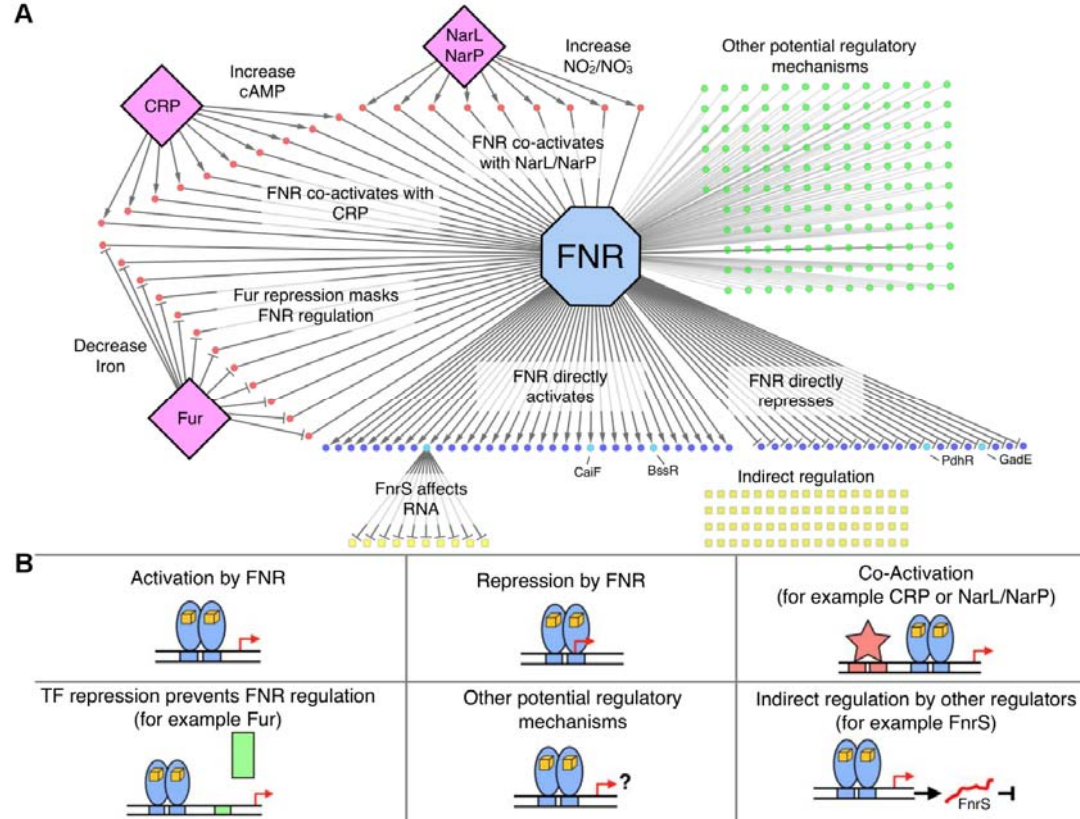 A
NarL
NarP
Increase
NO₂⁻/NO₃⁻
Other potential regulatory
mechanisms
Increase
cAMP
CRP
FNR co-activates
with NarL/NarP
FNR co-activates with
CRP
FNR
Fur repression masks
FNR regulation
Decrease
Iron
Fur
FNR directly
activates
FNR directly
represses
CaiF
BssR
PdhR
GadE
FnrS affects
RNA
Indirect regulation
B
Activation by FNR
Repression by FNR
Co-Activation
(for example CRP or NarL/NarP)
TF repression prevents FNR regulation
(for example Fur)
Other potential regulatory
mechanisms
?
Indirect regulation by other regulators
(for example FnrS)
FnrS